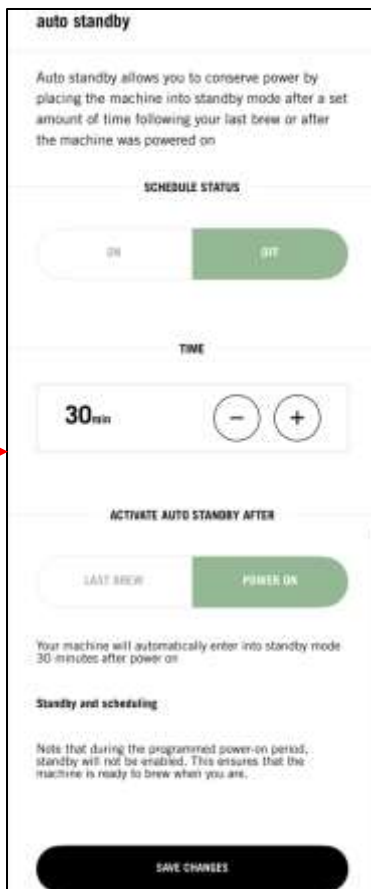 auto standby
Auto standby allows you to conserve power by
placing the machine into standby mode after a set
amount of time following your last brew or after
the machine was powered on
SCHEDULE STATUS
ON OFF
TIME
30min − +
ACTIVATE AUTO STANDBY AFTER
LAST BREW POWER ON
Your machine will automatically enter into standby mode
30 minutes after power on
Standby and scheduling
Note that during the programmed power-on period,
standby will not be enabled. This ensures that the
machine is ready to brew when you are.
SAVE CHANGES